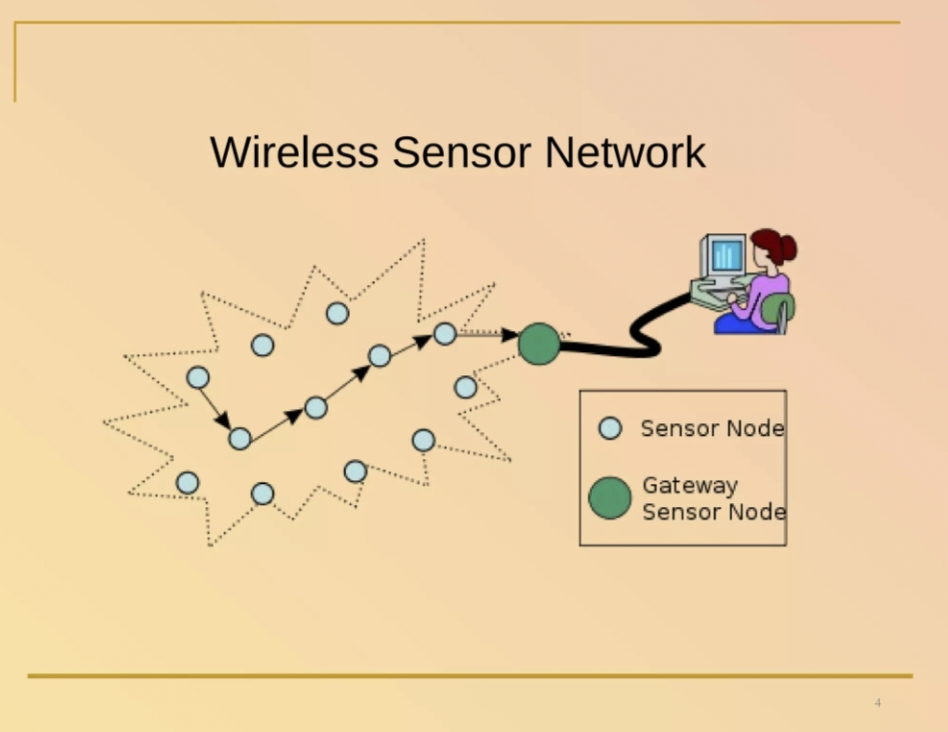 Wireless Sensor Network
Sensor Node
Gateway
Sensor Node
4